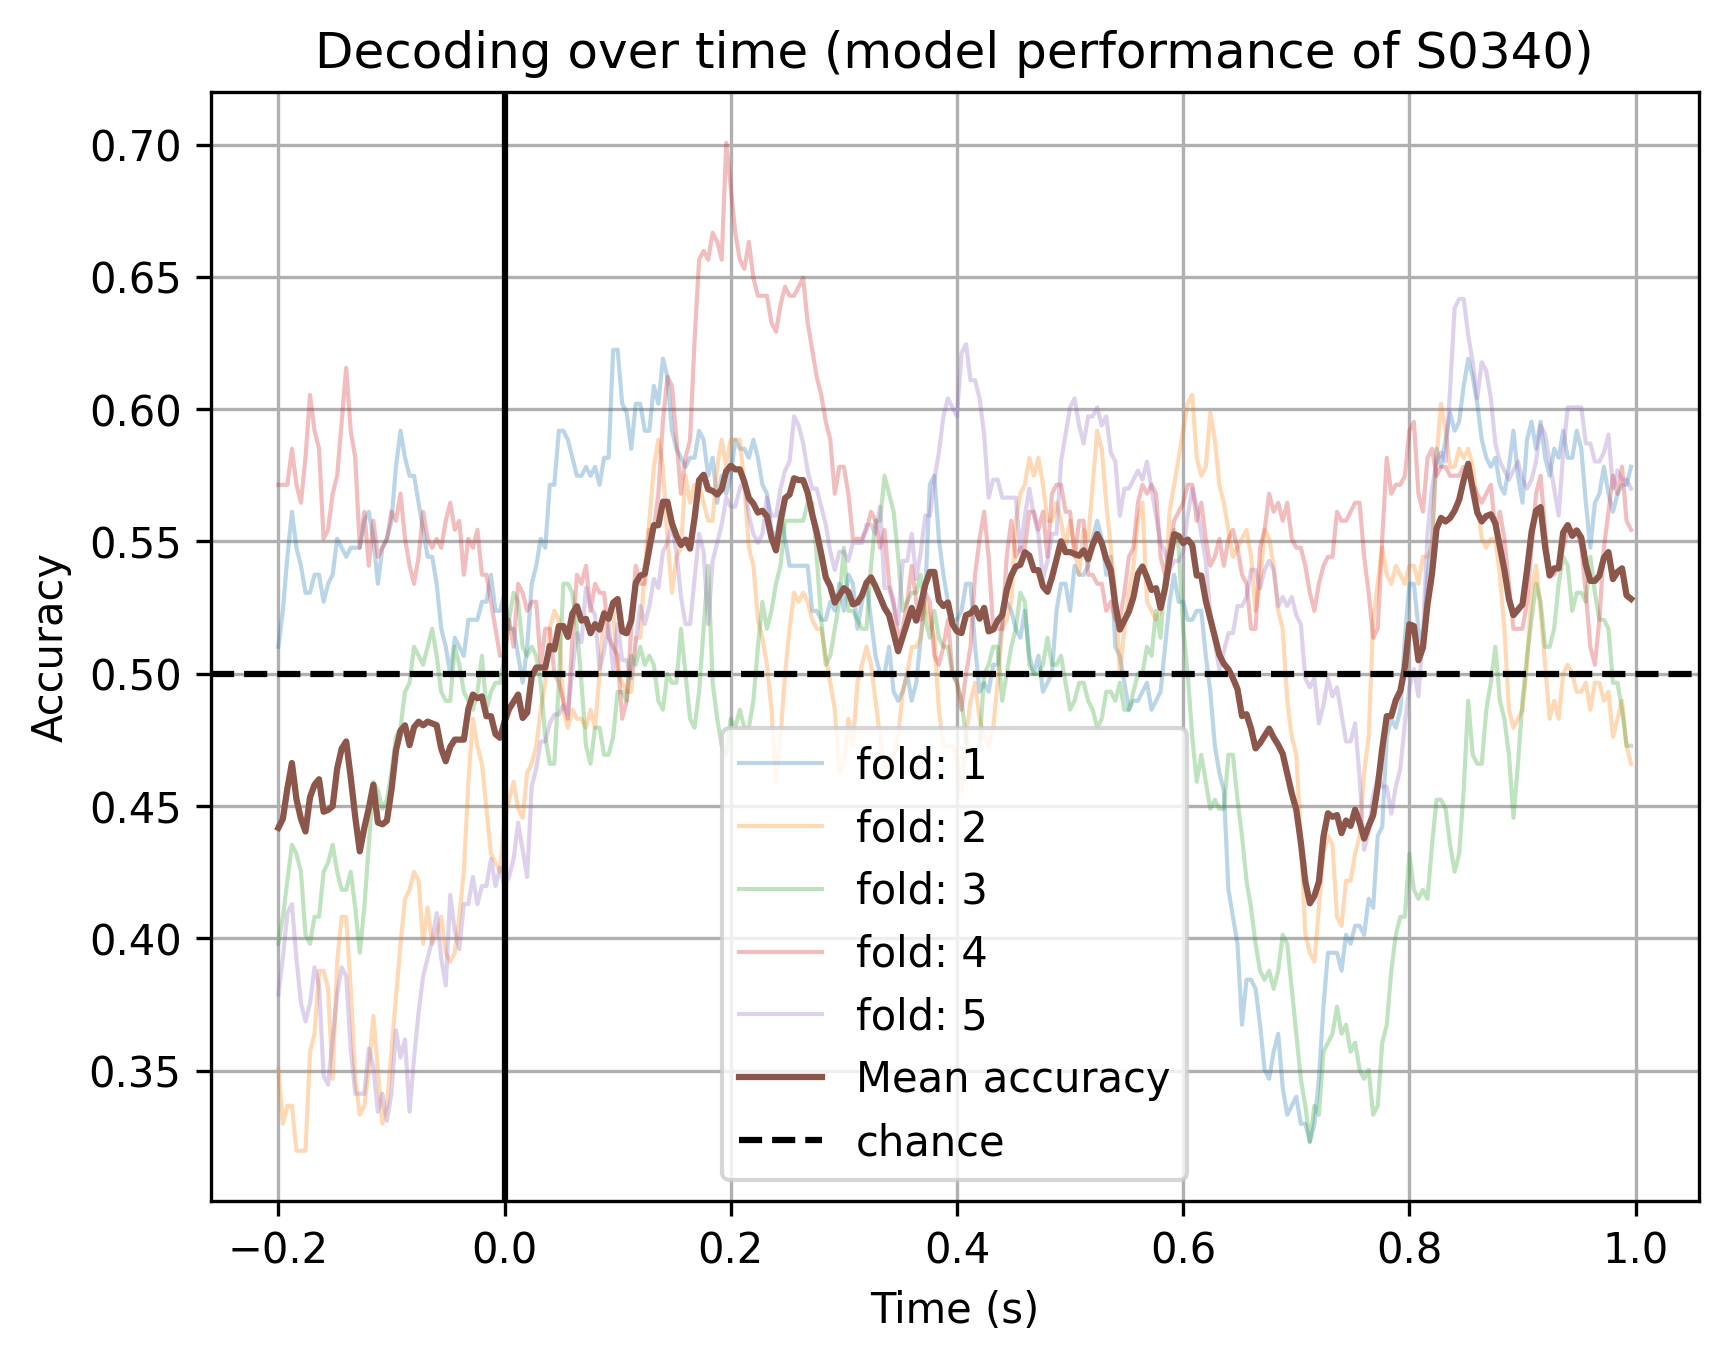 Decoding over time (model performance of S0340)
Accuracy
0.70
0.65
0.60
0.55
0.50
0.45
0.40
0.35
fold: 1
fold: 2
fold: 3
fold: 4
fold: 5
Mean accuracy
chance
−0.2 0.0 0.2 0.4 0.6 0.8 1.0
Time (s)